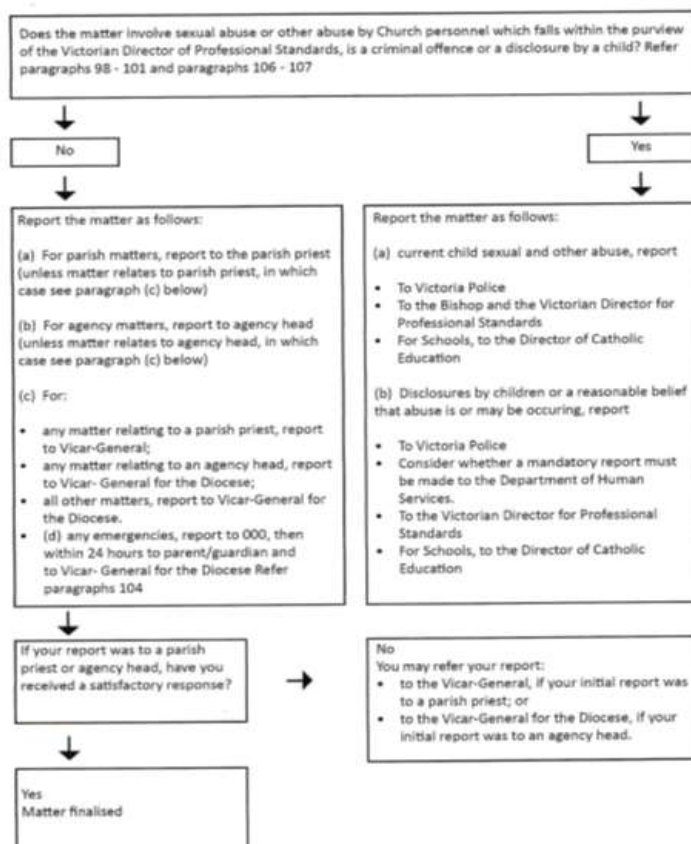 Does the matter involve sexual abuse or other abuse by Church personnel which falls within the purview
of the Victorian Director of Professional Standards, is a criminal offence or a disclosure by a child? Refer
paragraphs 98 - 101 and paragraphs 106 - 107
No
Yes
Report the matter as follows:
(a) For parish matters, report to the parish priest
(unless matter relates to parish priest, in which
case see paragraph (c) below)
(b) For agency matters, report to agency head
(unless matter relates to agency head, in which
case see paragraph (c) below)
(c) For:
• any matter relating to a parish priest, report
to Vicar-General;
• any matter relating to an agency head, report
to Vicar- General for the Diocese;
• all other matters, report to Vicar-General for
the Diocese.
• (d) any emergencies, report to 000, then
within 24 hours to parent/guardian and
to Vicar- General for the Diocese Refer
paragraphs 104
Report the matter as follows:
(a) current child sexual and other abuse, report
• To Victoria Police
• To the Bishop and the Victorian Director for
Professional Standards
• For Schools, to the Director of Catholic
Education
(b) Disclosures by children or a reasonable belief
that abuse is or may be occuring, report
• To Victoria Police
• Consider whether a mandatory report must
be made to the Department of Human
Services.
• To the Victorian Director for Professional
Standards
• For Schools, to the Director of Catholic
Education
If your report was to a parish
priest or agency head, have you
received a satisfactory response?
No
You may refer your report:
• to the Vicar-General, if your initial report was
to a parish priest; or
• to the Vicar-General for the Diocese, if your
initial report was to an agency head.
Yes
Matter finalised